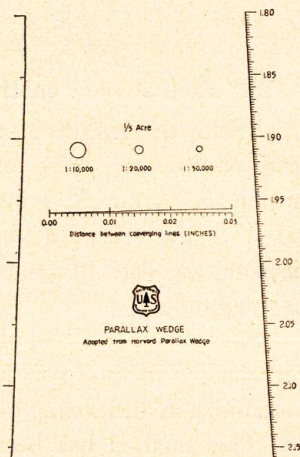 1.80
1.85
1/5 Acre
1.90
1:10,000 1:20,000 1:30,000
1.95
0.00 0.01 0.02 0.03
Distance between converging lines (INCHES)
2.00
U S
2.05
PARALLAX WEDGE
Adapted from Harvard Parallax Wedge
2.10
2.15